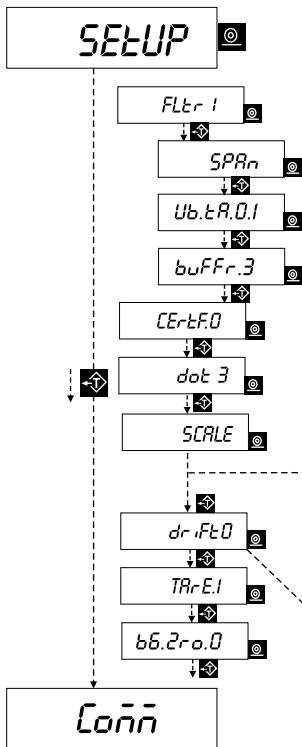 SEtUP
FLtr 1
SPAn
Ub.tA.0.1
buFFr.3
CErtF.0
dot 3
SCALE
driFt0
TArE.1
bG.2ro.0
Conn